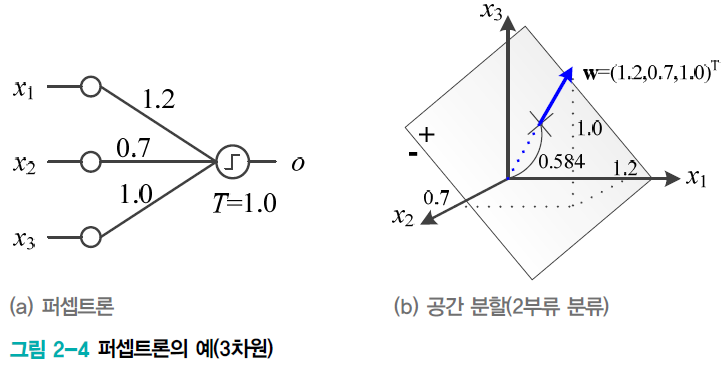 x₁
1.2
x₂
0.7
o
1.0
T=1.0
x₃
x₃
w=(1.2,0.7,1.0)ᵀ
+
-
1.0
0.584
1.2
x₁
0.7
x₂
(a) 퍼셉트론
(b) 공간 분할(2부류 분류)
그림 2-4 퍼셉트론의 예(3차원)